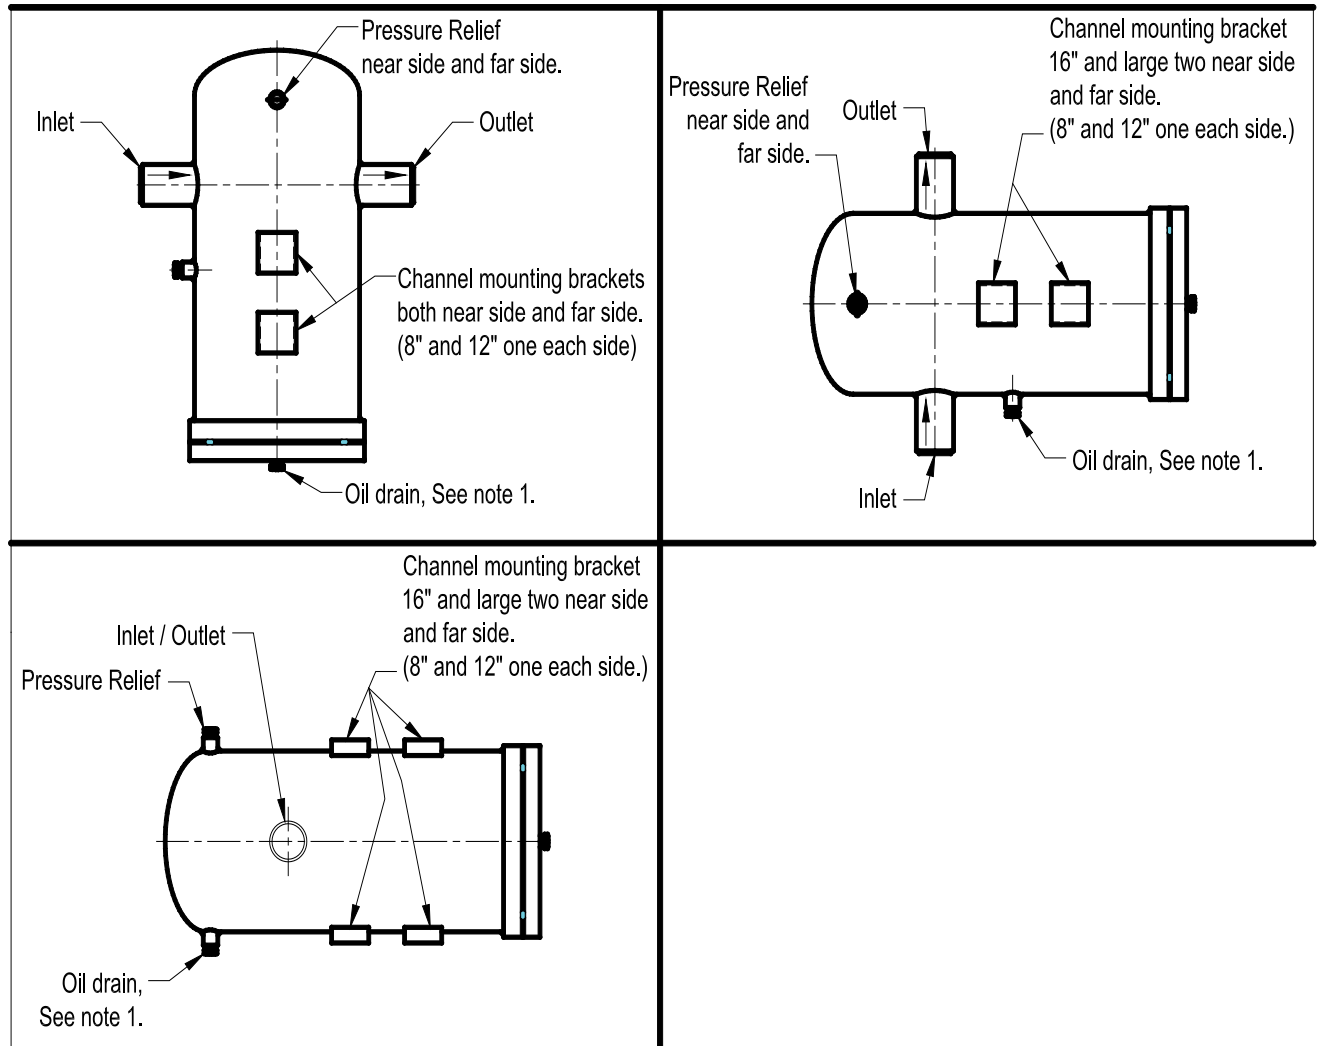 Pressure Relief
near side and far side.
Inlet
Outlet
Channel mounting brackets
both near side and far side.
(8" and 12" one each side)
Oil drain, See note 1.
Channel mounting bracket
16" and large two near side
and far side.
(8" and 12" one each side.)
Pressure Relief
near side and
far side.
Outlet
Oil drain, See note 1.
Inlet
Channel mounting bracket
16" and large two near side
and far side.
(8" and 12" one each side.)
Inlet / Outlet
Pressure Relief
Oil drain,
See note 1.